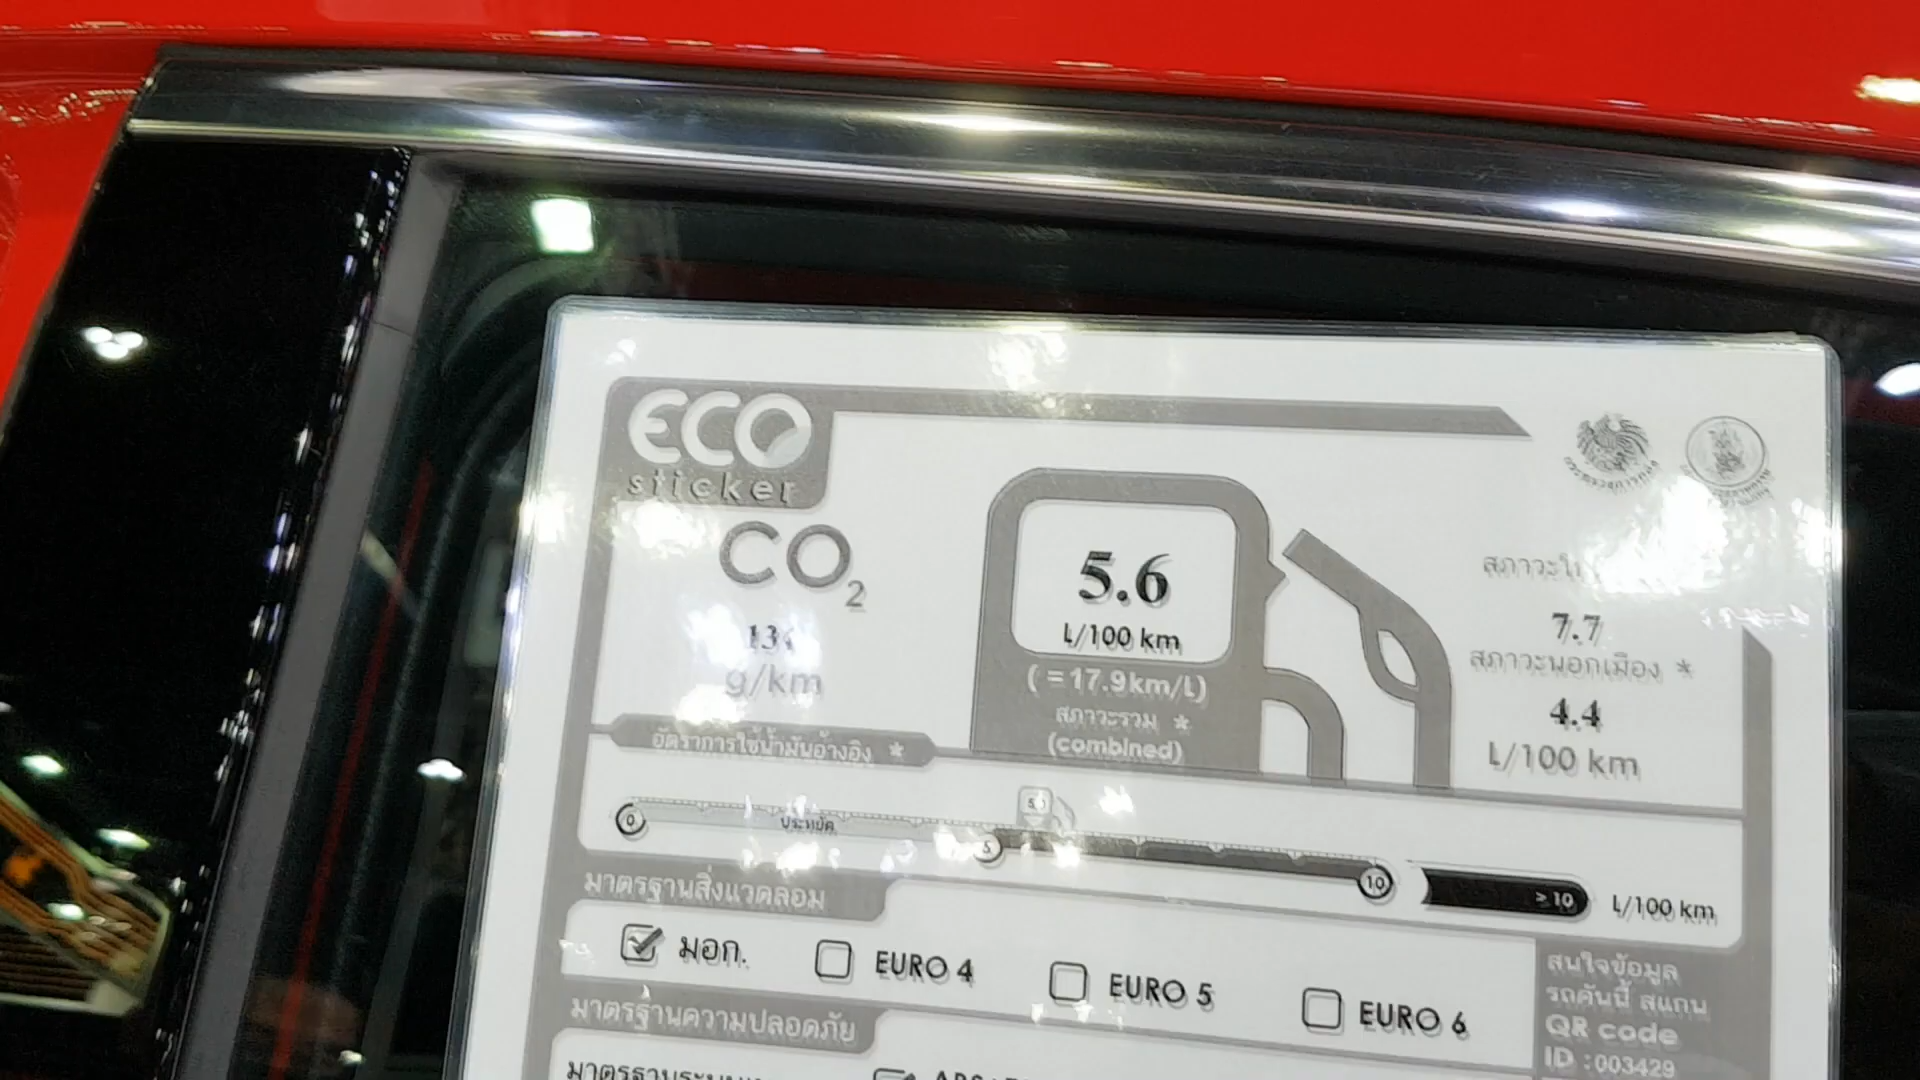 ECO
sticker
CO2
g/km
5.6
L/100 km
( =17.9km/L)
สภาวะรวม *
(combined)
7.7
สภาวะนอกเมือง *
4.4
L/100 km
อัตราการใช้น้ำมันอ้างอิง *
0
ประหยัด
5
10
> 10
L/100 km
มาตรฐานสิ่งแวดลอม
มอก.
EURO 4
EURO 5
EURO 6
มาตรฐานความปลอดภัย
สนใจข้อมูล
รถคันนี้ สแกน
QR code
ID : 003429